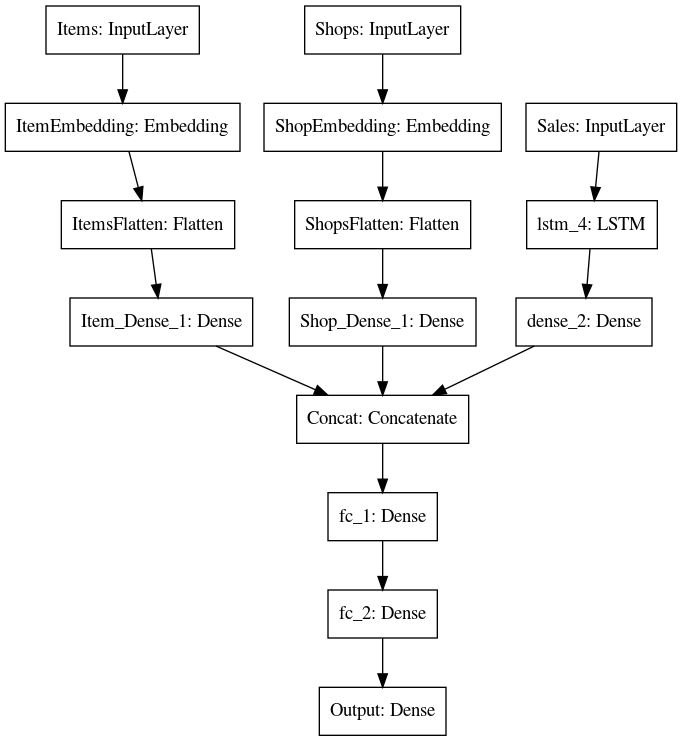 Items: InputLayer
Shops: InputLayer
ItemEmbedding: Embedding
ShopEmbedding: Embedding
Sales: InputLayer
ItemsFlatten: Flatten
ShopsFlatten: Flatten
lstm_4: LSTM
Item_Dense_1: Dense
Shop_Dense_1: Dense
dense_2: Dense
Concat: Concatenate
fc_1: Dense
fc_2: Dense
Output: Dense